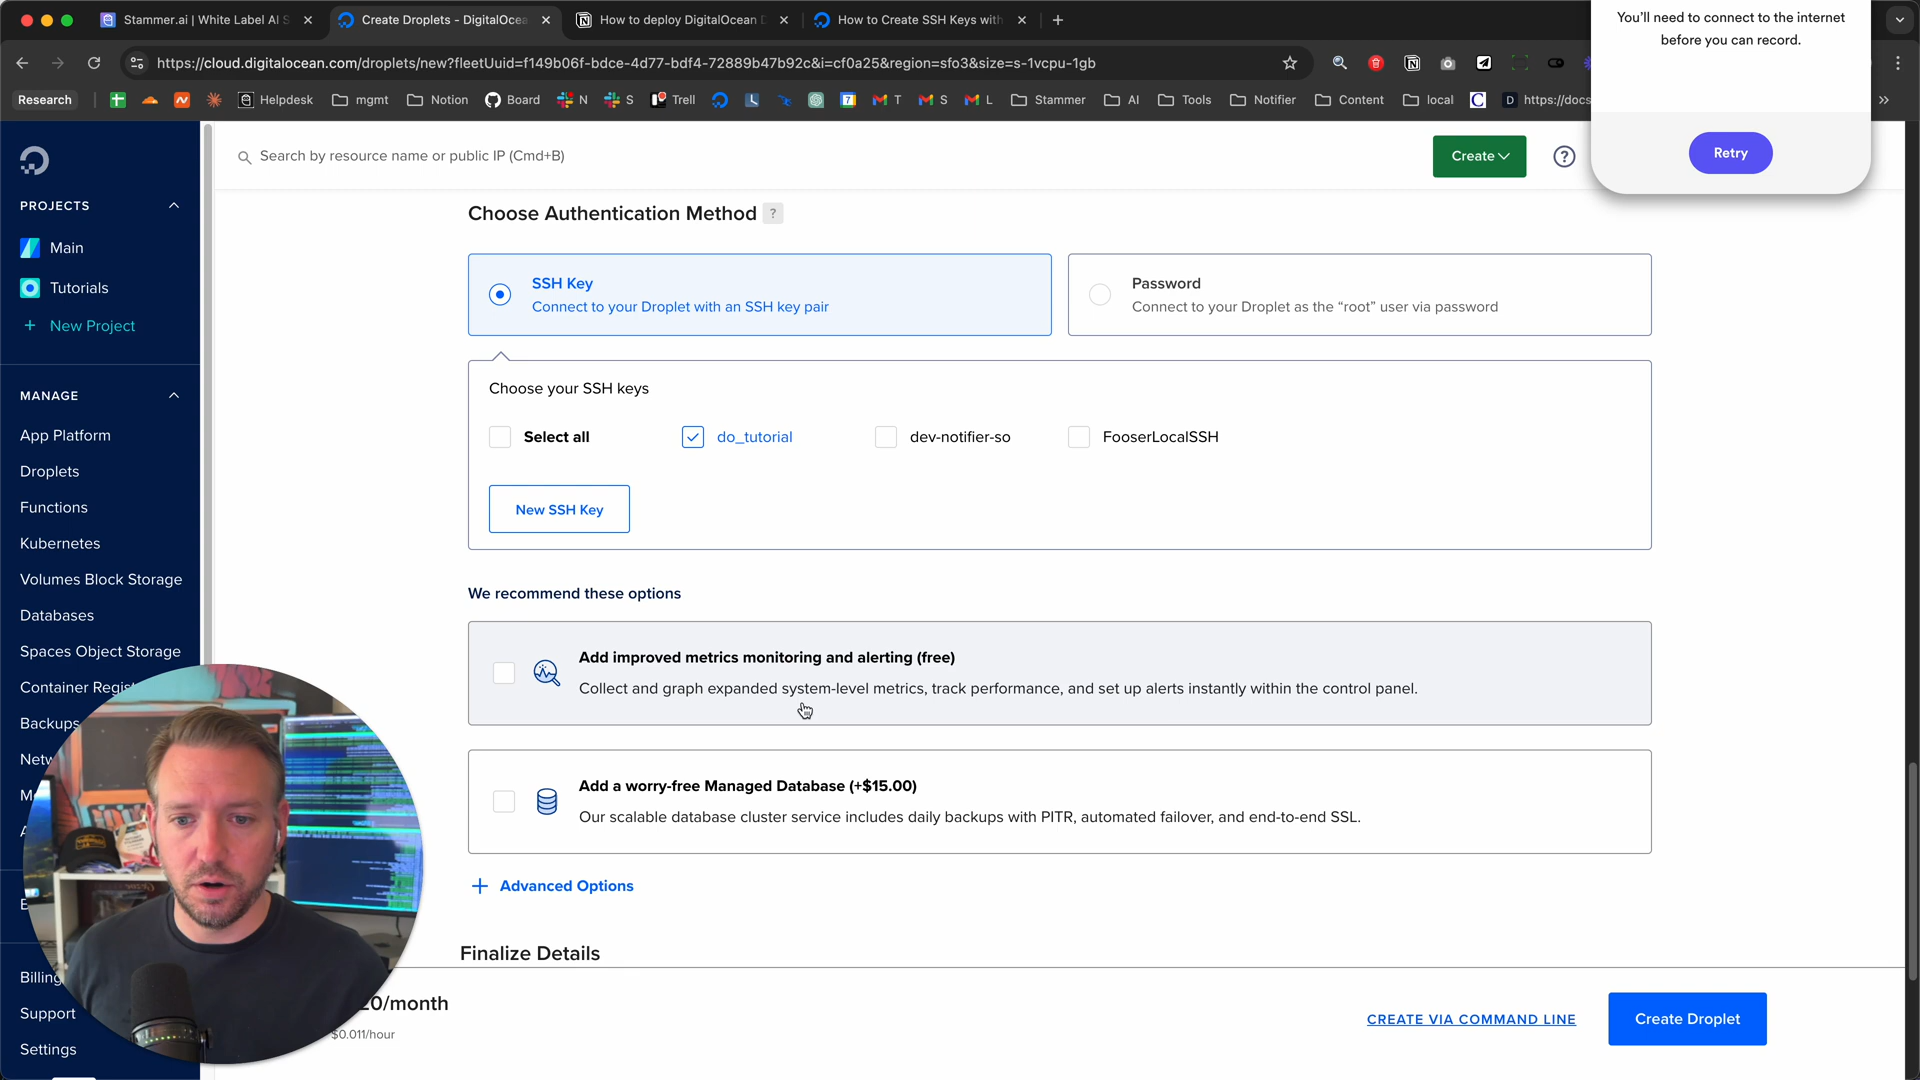 Stammer.ai | White Label AI S
Create Droplets - DigitalOcea
How to deploy DigitalOcean D
How to Create SSH Keys with
You'll need to connect to the internet
before you can record.
Retry
https://cloud.digitalocean.com/droplets/new?fleetUuid=f149b06f-bdce-4d77-bdf4-72889b47b92c&i=cf0a25&region=sfo3&size=s-1vcpu-1gb
Research
Helpdesk
mgmt
Notion
Board
N
S
Trell
T
S
L
Stammer
AI
Tools
Notifier
Content
local
https://docs
Search by resource name or public IP (Cmd+B)
Create
PROJECTS
Main
Tutorials
New Project
MANAGE
App Platform
Droplets
Functions
Kubernetes
Volumes Block Storage
Databases
Spaces Object Storage
Container Regist
Backups
Netw
Billing
Support
Settings
Choose Authentication Method ?
SSH Key
Connect to your Droplet with an SSH key pair
Password
Connect to your Droplet as the “root” user via password
Choose your SSH keys
Select all
do_tutorial
dev-notifier-so
FooserLocalSSH
New SSH Key
We recommend these options
Add improved metrics monitoring and alerting (free)
Collect and graph expanded system-level metrics, track performance, and set up alerts instantly within the control panel.
Add a worry-free Managed Database (+$15.00)
Our scalable database cluster service includes daily backups with PITR, automated failover, and end-to-end SSL.
+ Advanced Options
Finalize Details
20/month
$0.011/hour
CREATE VIA COMMAND LINE
Create Droplet